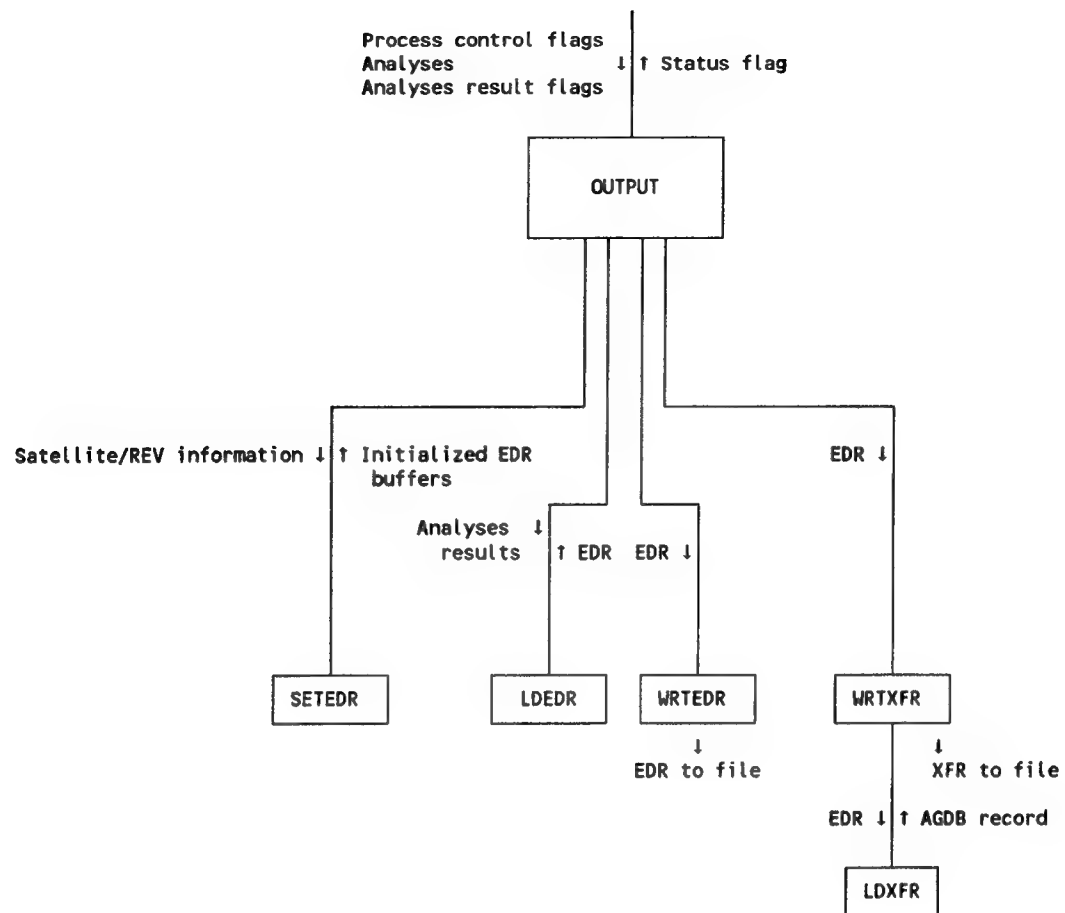 Process control flags
Analyses ↓ ↑ Status flag
Analyses result flags
OUTPUT
Satellite/REV information ↓ ↑ Initialized EDR
buffers
EDR ↓
Analyses ↓
results ↑ EDR EDR ↓
SETEDR LDEDR WRTEDR WRTXFR
↓ ↓
EDR to file XFR to file
EDR ↓ ↑ AGDB record
LDXFR